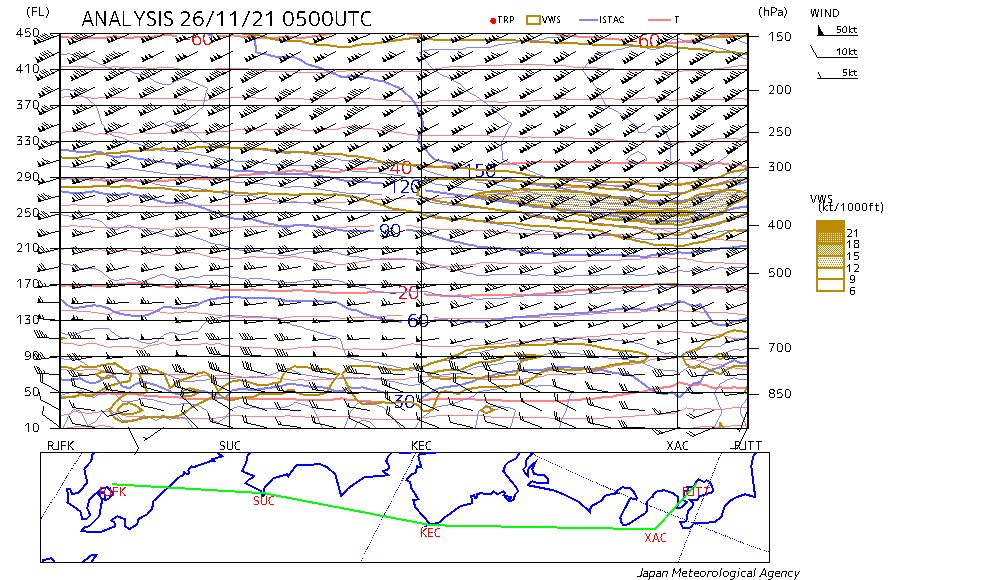 (FL) ANALYSIS 26/11/21 0500UTC TRP VWS ISTAC T (hPa) WIND
450 60 60 150 50kt
410 10kt
370 200 5kt
330 250
290 40 150 300
120
250 90 400
210
170 20 500
130 60
90 700
50 30 850
10
VWS
(kt/1000ft)
21
18
15
12
9
6
RJFK SUC KEC XAC RJTT
RJFK SUC KEC XAC RJTT
Japan Meteorological Agency